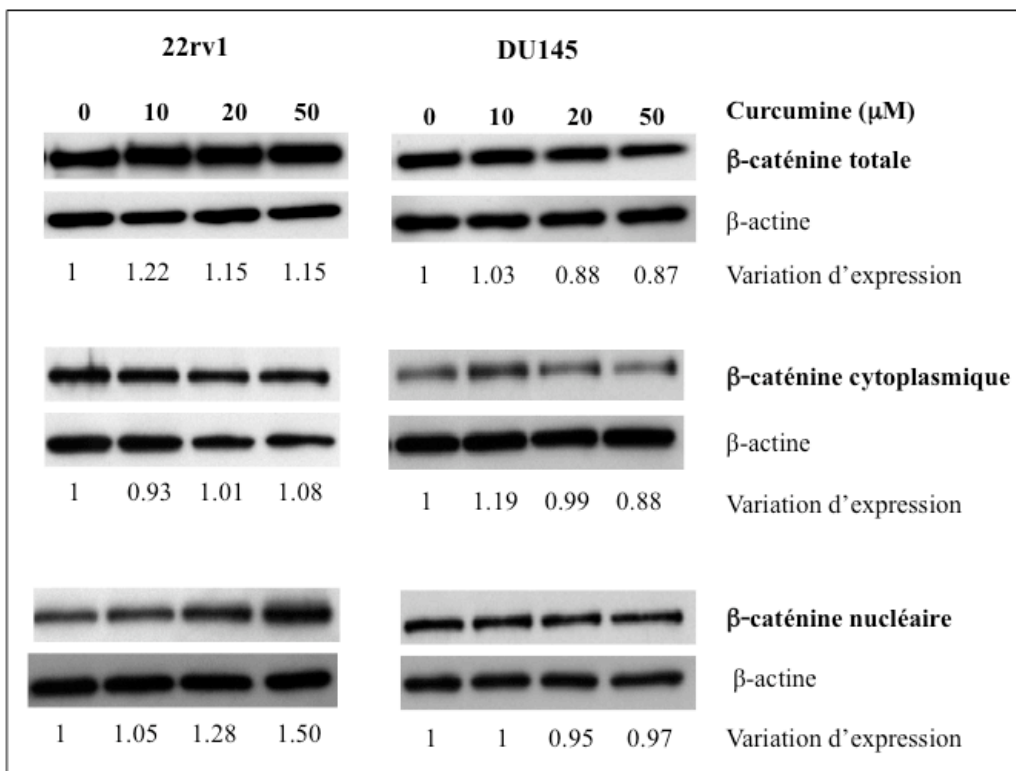 22rv1 DU145
0 10 20 50 0 10 20 50 Curcumine (µM)
β-caténine totale
β-actine
1 1.22 1.15 1.15 1 1.03 0.88 0.87 Variation d’expression
β-caténine cytoplasmique
β-actine
1 0.93 1.01 1.08 1 1.19 0.99 0.88 Variation d’expression
β-caténine nucléaire
β-actine
1 1.05 1.28 1.50 1 1 0.95 0.97 Variation d’expression